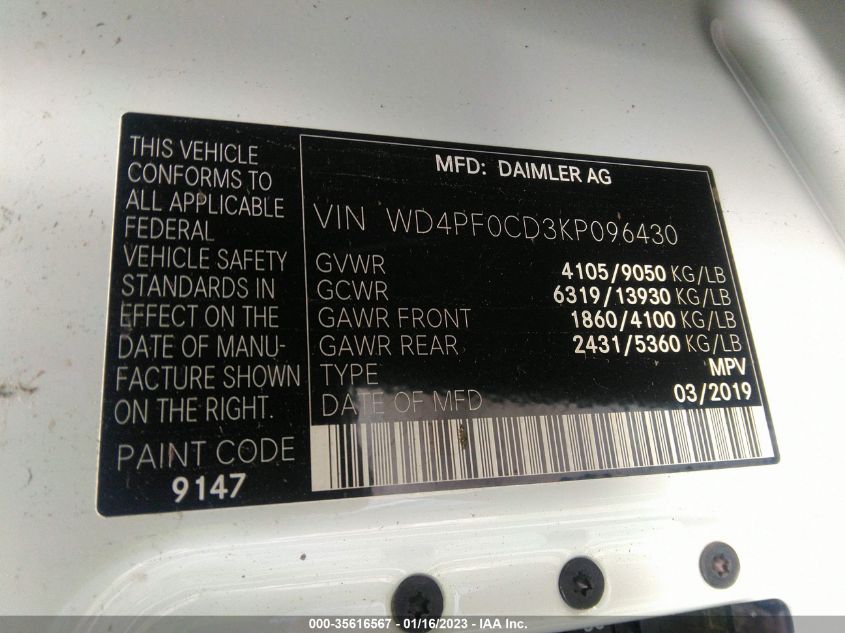 THIS VEHICLE
CONFORMS TO
ALL APPLICABLE
FEDERAL
VEHICLE SAFETY
STANDARDS IN
EFFECT ON THE
DATE OF MANU-
FACTURE SHOWN
ON THE RIGHT.
PAINT CODE
9147
MFD: DAIMLER AG
VIN WD4PF0CD3KP096430
GVWR 4105/9050 KG/LB
GCWR 6319/13930 KG/LB
GAWR FRONT 1860/4100 KG/LB
GAWR REAR 2431/5360 KG/LB
TYPE MPV
DATE OF MFD 03/2019
000-35616567 — 01/16/2023 — IAA Inc.